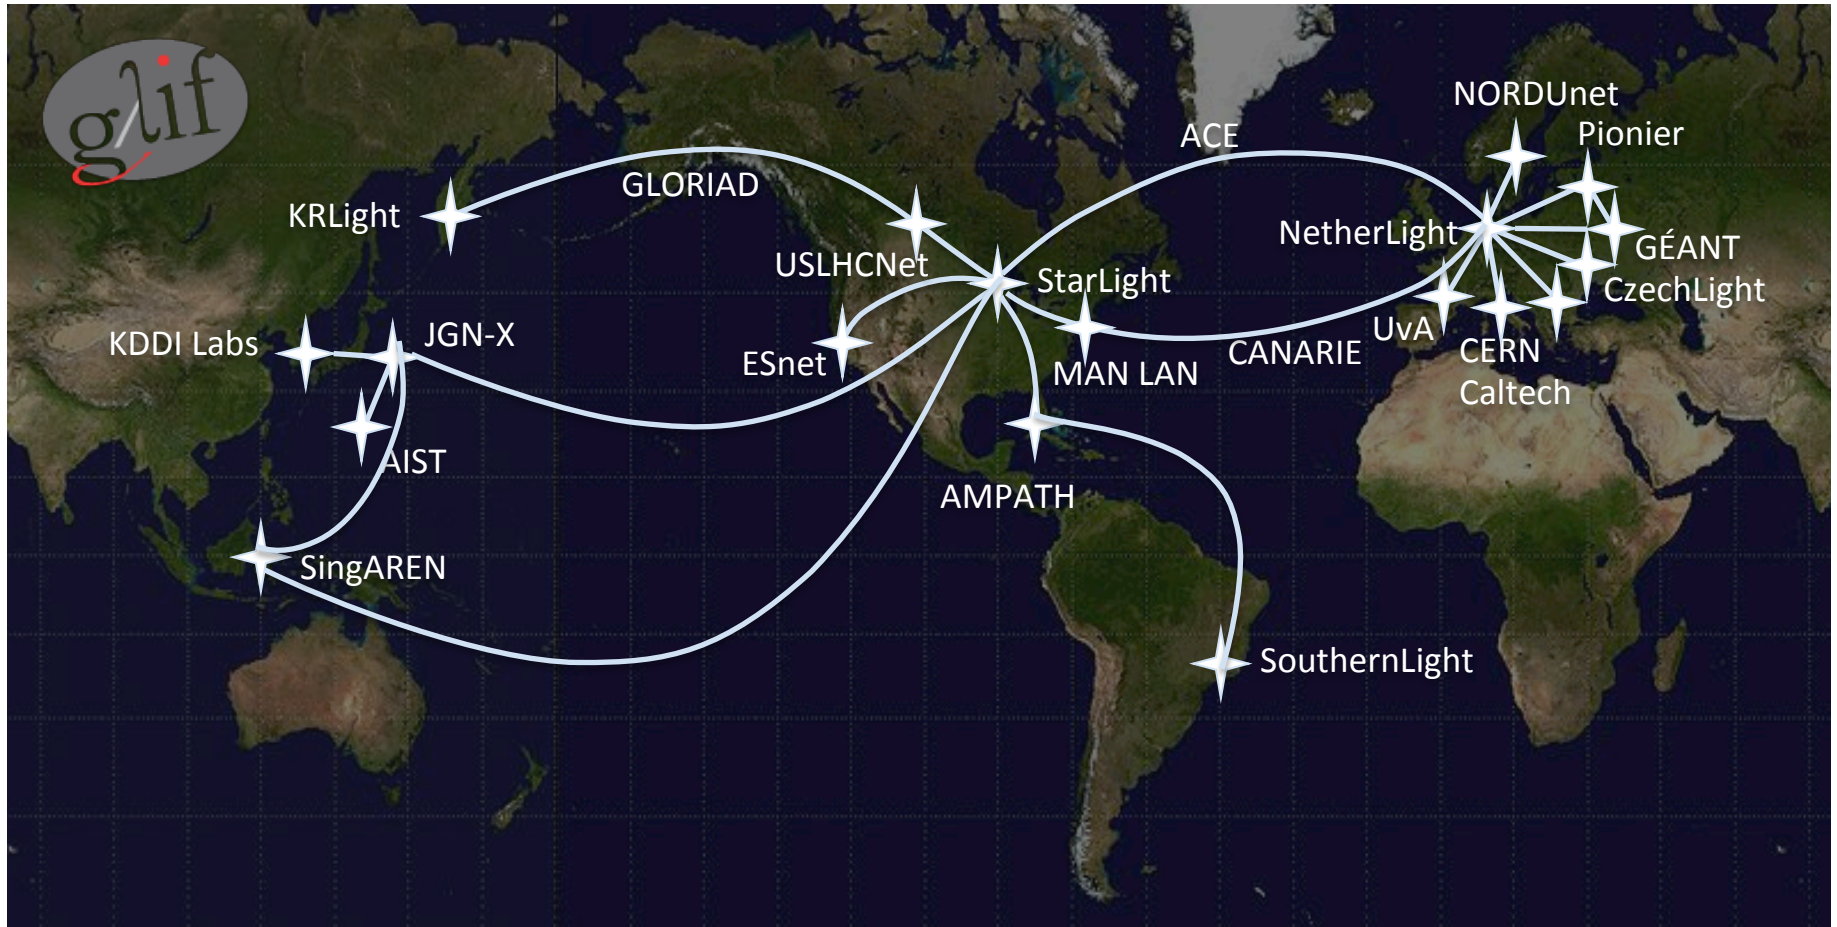 glif
NORDUnet
Pionier
ACE
GLORIAD
KRLight
NetherLight
GÉANT
USLHCNet
StarLight
CzechLight
JGN-X
UvA
KDDI Labs
CERN
CANARIE
ESnet
MAN LAN
Caltech
AIST
AMPATH
SingAREN
SouthernLight